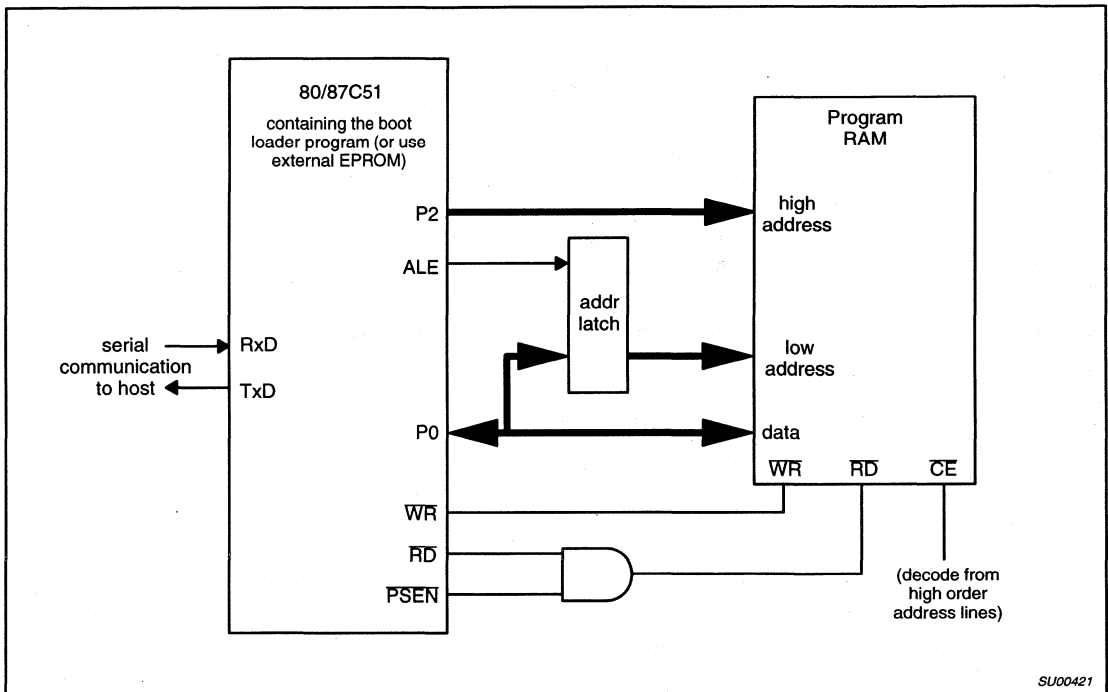 80/87C51
containing the boot
loader program (or use
external EPROM)
Program
RAM
P2
high
address
ALE
addr
latch
serial
communication
to host
RxD
TxD
low
address
P0
data
WR
RD
CE
WR
RD
PSEN
(decode from
high order
address lines)
SU00421